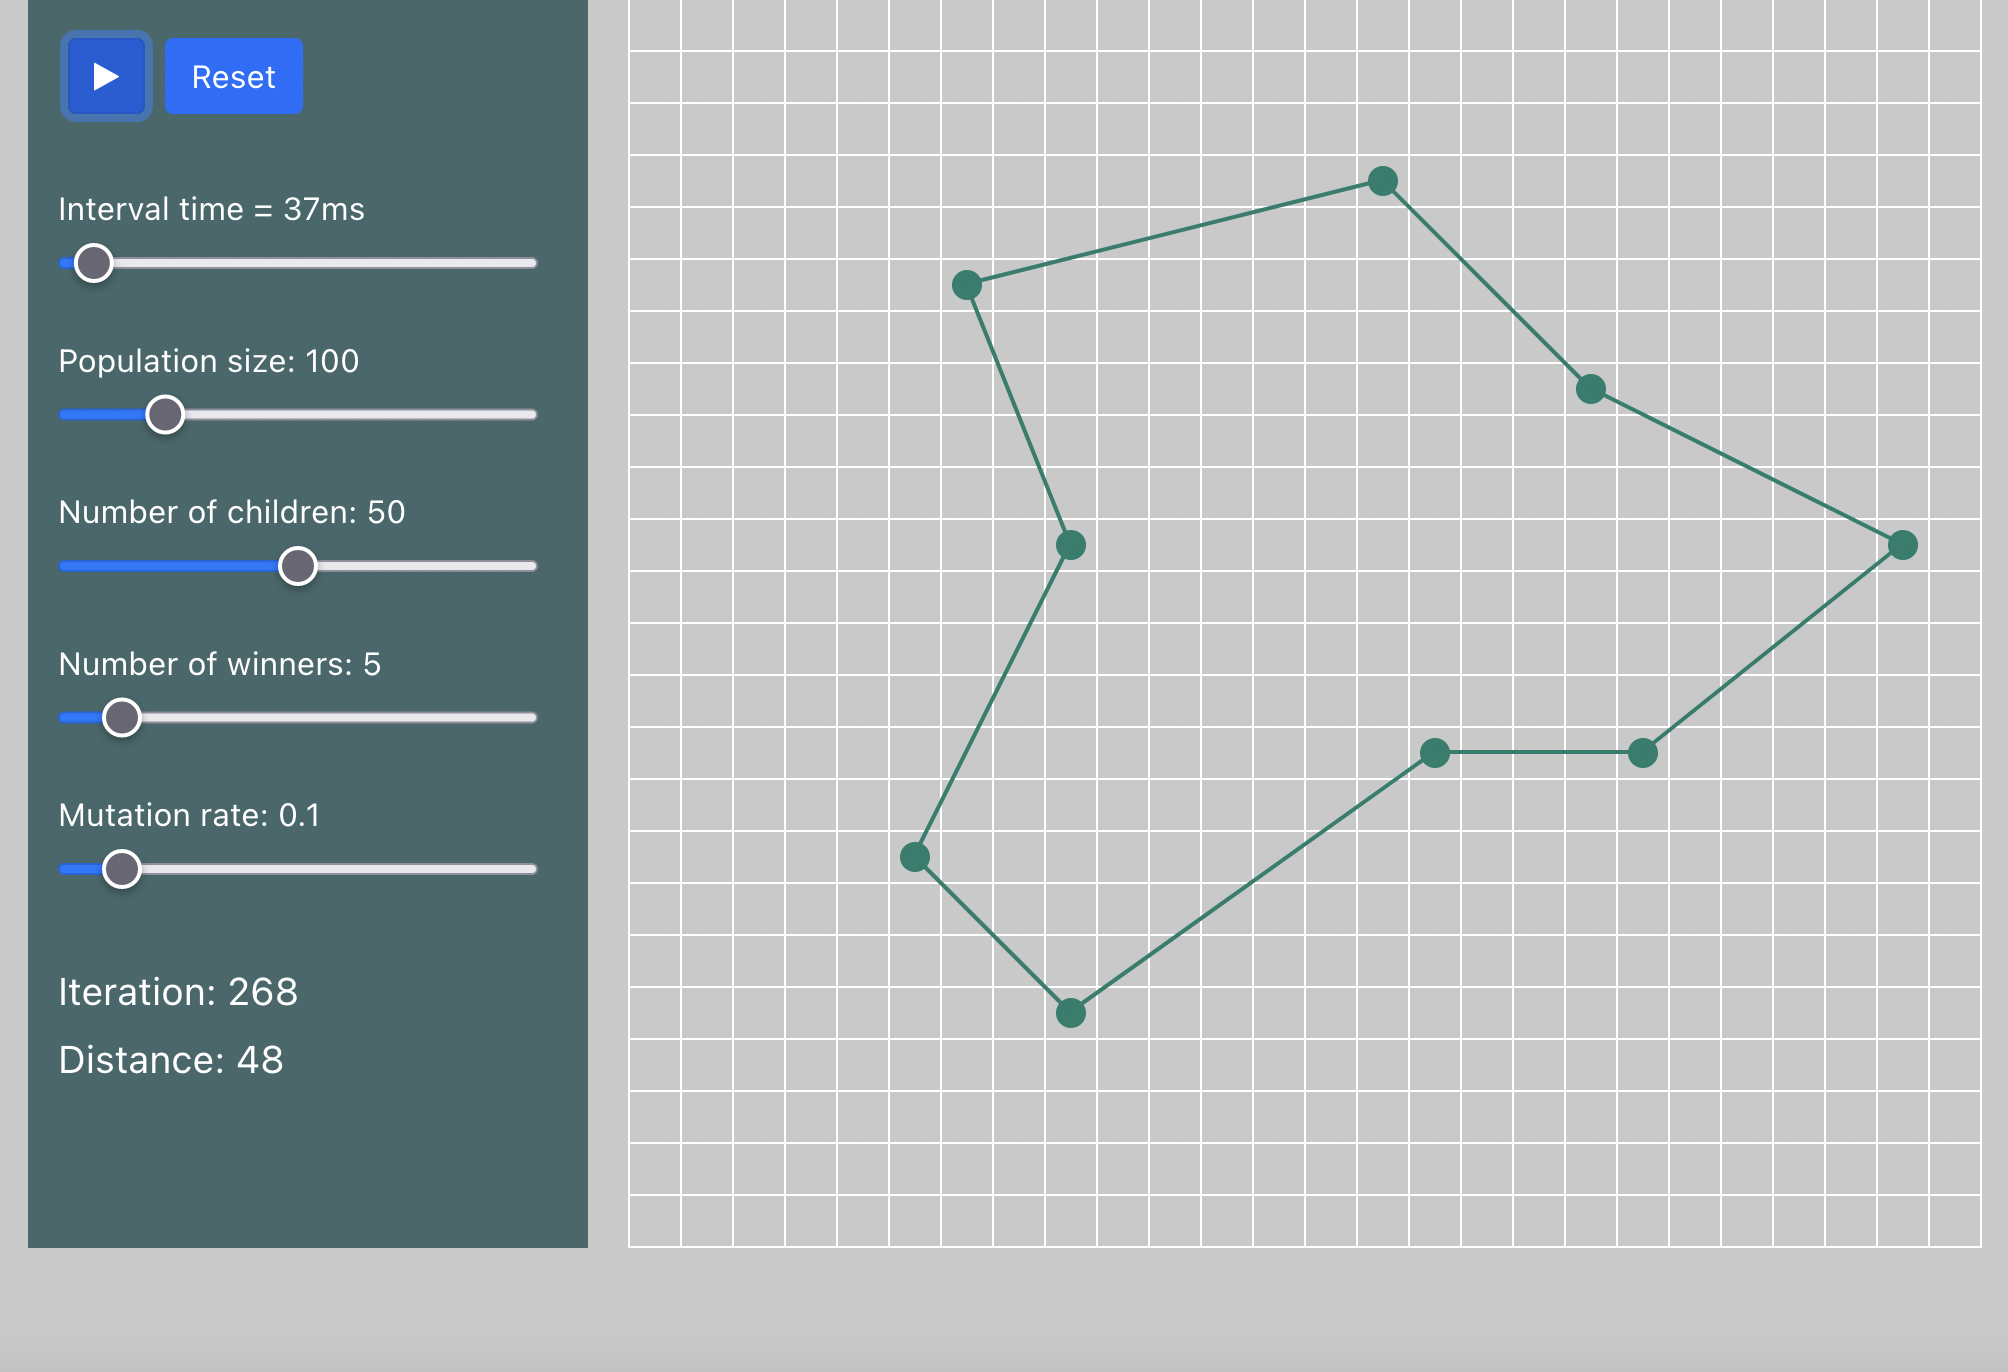 Reset
Interval time = 37ms
Population size: 100
Number of children: 50
Number of winners: 5
Mutation rate: 0.1
Iteration: 268
Distance: 48